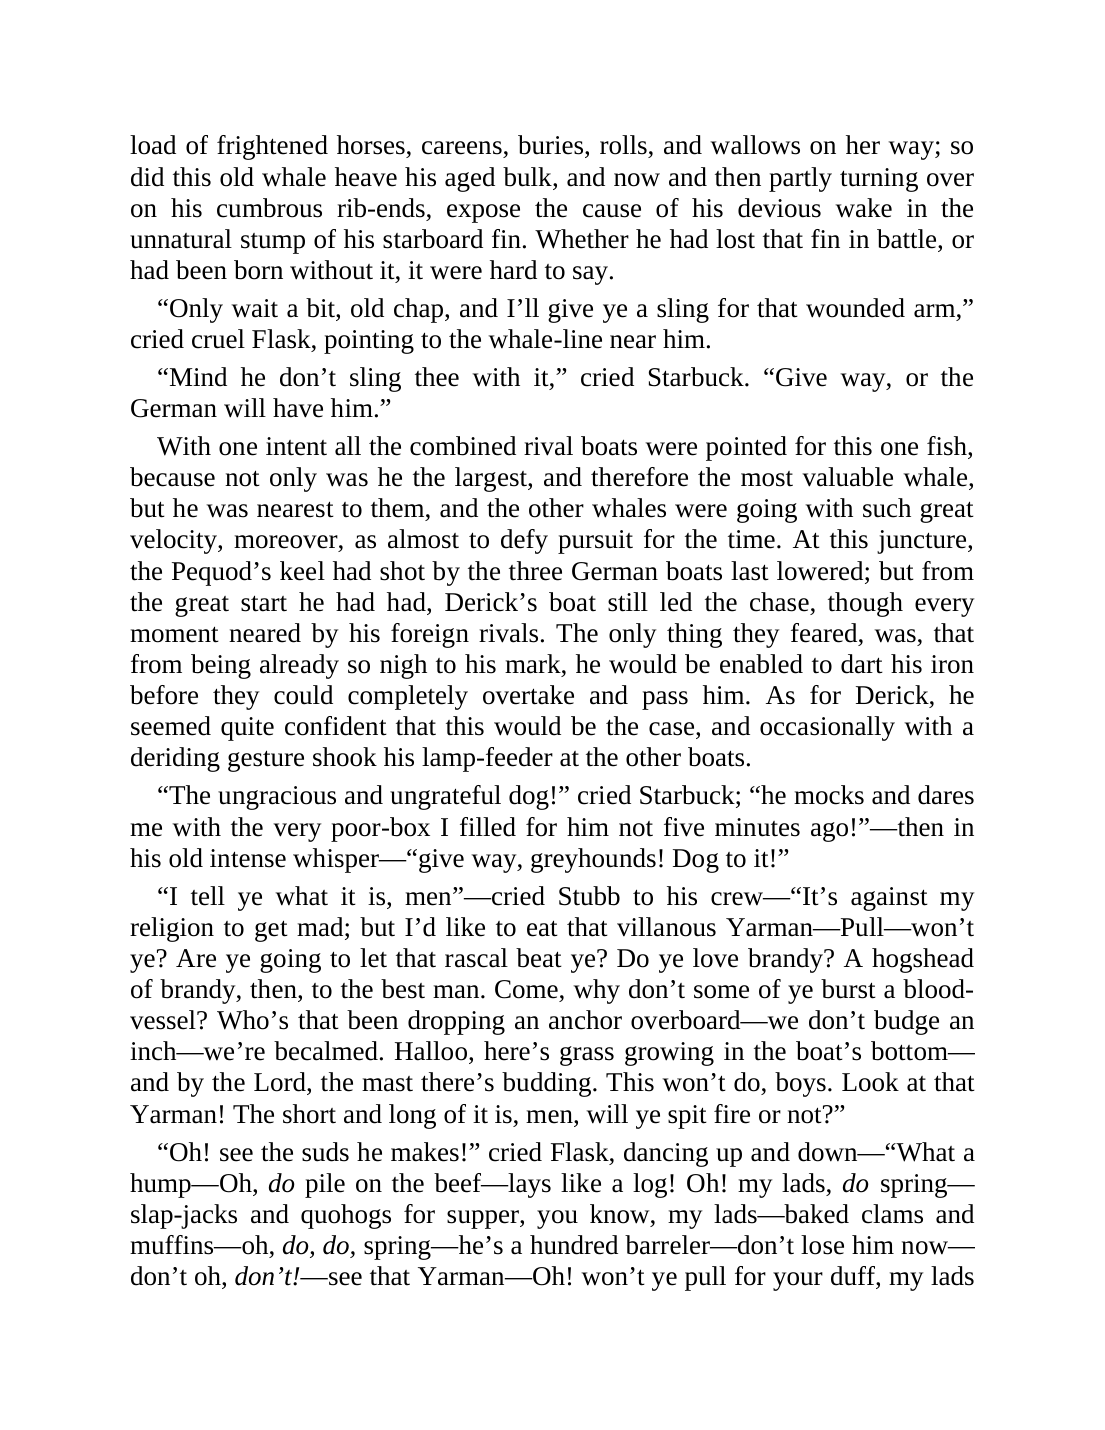 load of frightened horses, careens, buries, rolls, and wallows on her way; so
did this old whale heave his aged bulk, and now and then partly turning over
on his cumbrous rib-ends, expose the cause of his devious wake in the
unnatural stump of his starboard fin. Whether he had lost that fin in battle, or
had been born without it, it were hard to say.
“Only wait a bit, old chap, and I’ll give ye a sling for that wounded arm,”
cried cruel Flask, pointing to the whale-line near him.
“Mind he don’t sling thee with it,” cried Starbuck. “Give way, or the
German will have him.”
With one intent all the combined rival boats were pointed for this one fish,
because not only was he the largest, and therefore the most valuable whale,
but he was nearest to them, and the other whales were going with such great
velocity, moreover, as almost to defy pursuit for the time. At this juncture,
the Pequod’s keel had shot by the three German boats last lowered; but from
the great start he had had, Derick’s boat still led the chase, though every
moment neared by his foreign rivals. The only thing they feared, was, that
from being already so nigh to his mark, he would be enabled to dart his iron
before they could completely overtake and pass him. As for Derick, he
seemed quite confident that this would be the case, and occasionally with a
deriding gesture shook his lamp-feeder at the other boats.
“The ungracious and ungrateful dog!” cried Starbuck; “he mocks and dares
me with the very poor-box I filled for him not five minutes ago!”—then in
his old intense whisper—“give way, greyhounds! Dog to it!”
“I tell ye what it is, men”—cried Stubb to his crew—“It’s against my
religion to get mad; but I’d like to eat that villanous Yarman—Pull—won’t
ye? Are ye going to let that rascal beat ye? Do ye love brandy? A hogshead
of brandy, then, to the best man. Come, why don’t some of ye burst a blood-
vessel? Who’s that been dropping an anchor overboard—we don’t budge an
inch—we’re becalmed. Halloo, here’s grass growing in the boat’s bottom—
and by the Lord, the mast there’s budding. This won’t do, boys. Look at that
Yarman! The short and long of it is, men, will ye spit fire or not?”
“Oh! see the suds he makes!” cried Flask, dancing up and down—“What a
hump—Oh, do pile on the beef—lays like a log! Oh! my lads, do spring—
slap-jacks and quohogs for supper, you know, my lads—baked clams and
muffins—oh, do, do, spring—he’s a hundred barreler—don’t lose him now—
don’t oh, don’t!—see that Yarman—Oh! won’t ye pull for your duff, my lads